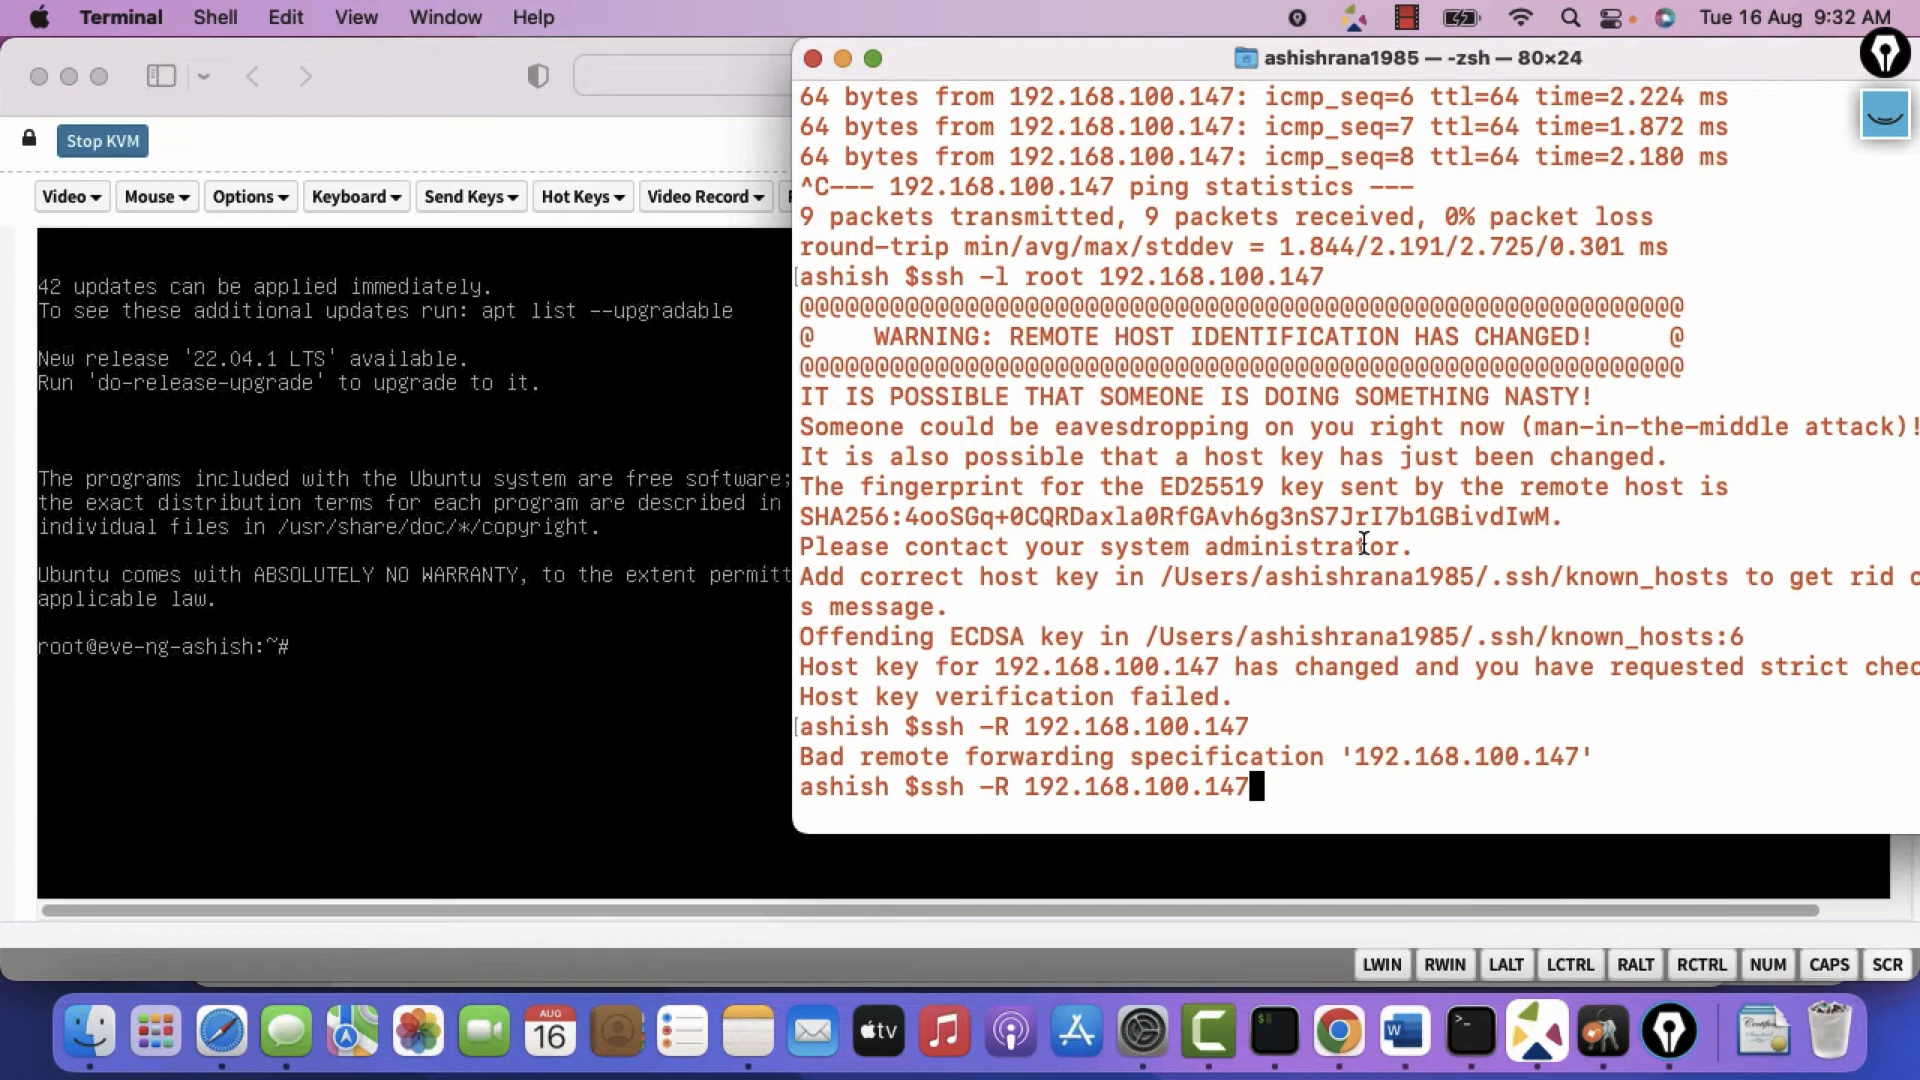 Terminal Shell Edit View Window Help
Tue 16 Aug 9:32 AM
Stop KVM
Video Mouse Options Keyboard Send Keys Hot Keys Video Record
42 updates can be applied immediately.
To see these additional updates run: apt list --upgradable
New release '22.04.1 LTS' available.
Run 'do-release-upgrade' to upgrade to it.
The programs included with the Ubuntu system are free software;
the exact distribution terms for each program are described in
individual files in /usr/share/doc/*/copyright.
Ubuntu comes with ABSOLUTELY NO WARRANTY, to the extent permitt
applicable law.
root@eve-ng-ashish:~#
ashishrana1985 — -zsh — 80×24
64 bytes from 192.168.100.147: icmp_seq=6 ttl=64 time=2.224 ms
64 bytes from 192.168.100.147: icmp_seq=7 ttl=64 time=1.872 ms
64 bytes from 192.168.100.147: icmp_seq=8 ttl=64 time=2.180 ms
^C--- 192.168.100.147 ping statistics ---
9 packets transmitted, 9 packets received, 0% packet loss
round-trip min/avg/max/stddev = 1.844/2.191/2.725/0.301 ms
[ashish $ssh -l root 192.168.100.147
@@@@@@@@@@@@@@@@@@@@@@@@@@@@@@@@@@@@@@@@@@@@@@@@@@@@@@@@@@@
@    WARNING: REMOTE HOST IDENTIFICATION HAS CHANGED!     @
@@@@@@@@@@@@@@@@@@@@@@@@@@@@@@@@@@@@@@@@@@@@@@@@@@@@@@@@@@@
IT IS POSSIBLE THAT SOMEONE IS DOING SOMETHING NASTY!
Someone could be eavesdropping on you right now (man-in-the-middle attack)!
It is also possible that a host key has just been changed.
The fingerprint for the ED25519 key sent by the remote host is
SHA256:4ooSGq+0CQRDaxla0RfGAvh6g3nS7JrI7b1GBivdIwM.
Please contact your system administrator.
Add correct host key in /Users/ashishrana1985/.ssh/known_hosts to get rid o
s message.
Offending ECDSA key in /Users/ashishrana1985/.ssh/known_hosts:6
Host key for 192.168.100.147 has changed and you have requested strict chec
Host key verification failed.
[ashish $ssh -R 192.168.100.147
Bad remote forwarding specification '192.168.100.147'
ashish $ssh -R 192.168.100.147
LWIN RWIN LALT LCTRL RALT RCTRL NUM CAPS SCR
AUG
16
tv
W